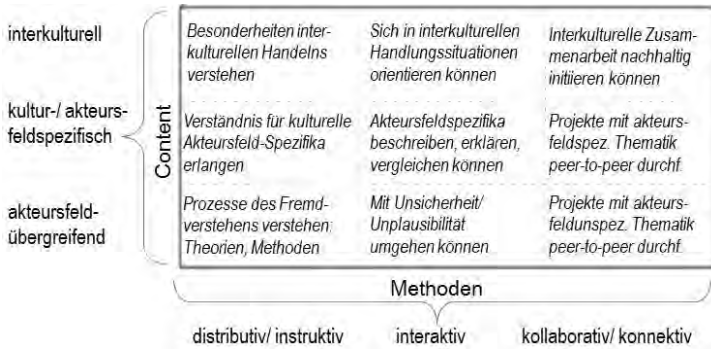 interkulturell
kultur-/ akteurs-
feldspezifisch
akteursfeld-
übergreifend
Content
Besonderheiten inter-
kulturellen Handelns
verstehen
Sich in interkulturellen
Handlungssituationen
orientieren können
Interkulturelle Zusam-
menarbeit nachhaltig
initiieren können
Verständnis für kulturelle
Akteursfeld-Spezifika
erlangen
Akteursfeldspezifika
beschreiben, erklären,
vergleichen können
Projekte mit akteurs-
feldspez. Thematik
peer-to-peer durchf.
Prozesse des Fremd-
verstehens verstehen;
Theorien, Methoden
Mit Unsicherheit/
Unplausibilität
umgehen können
Projekte mit akteurs-
feldunspez. Thematik
peer-to-peer durchf.
Methoden
distributiv/ instruktiv
interaktiv
kollaborativ/ konnektiv